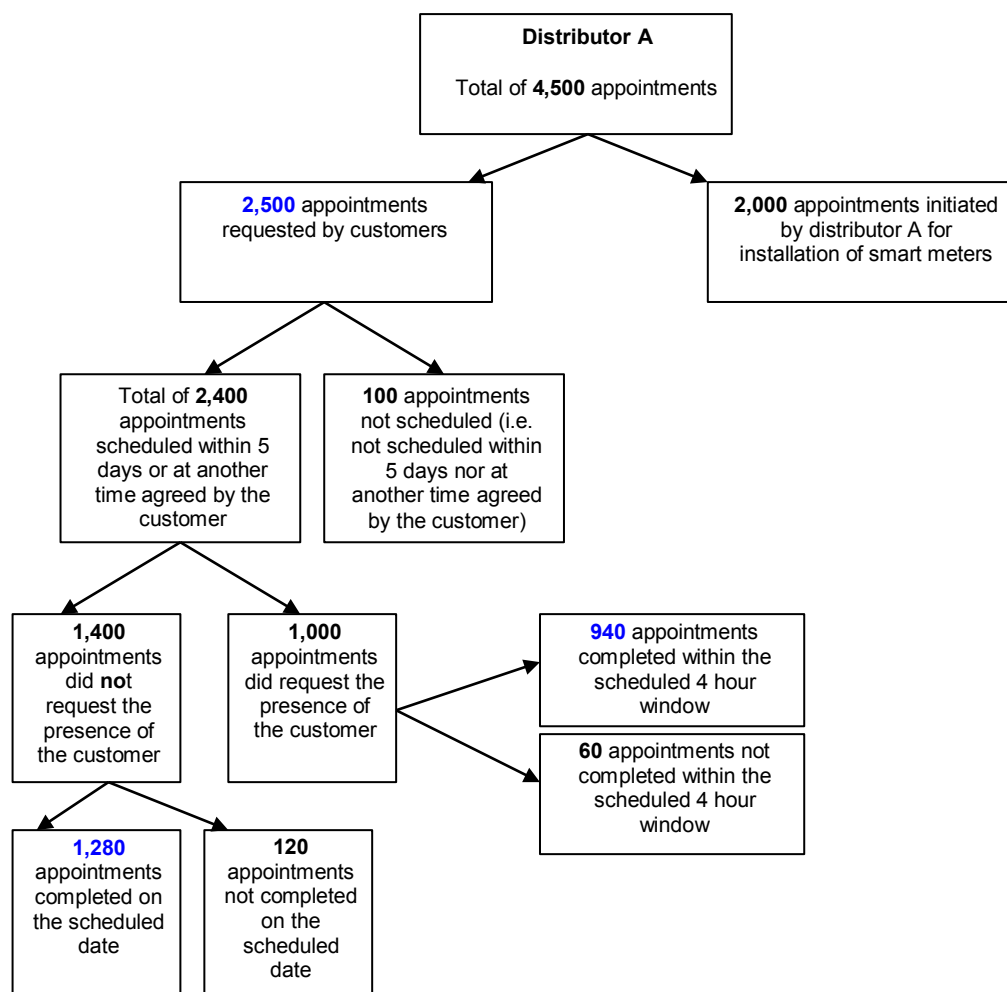 Distributor A
Total of 4,500 appointments
2,500 appointments
requested by customers
2,000 appointments initiated
by distributor A for
installation of smart meters
Total of 2,400
appointments
scheduled within 5
days or at another
time agreed by the
customer
100 appointments
not scheduled (i.e.
not scheduled within
5 days nor at
another time agreed
by the customer)
1,400
appointments
did not
request the
presence of
the customer
1,000
appointments
did request the
presence of
the customer
940 appointments
completed within the
scheduled 4 hour
window
60 appointments not
completed within the
scheduled 4 hour
window
1,280
appointments
completed on
the scheduled
date
120
appointments
not completed
on the
scheduled
date